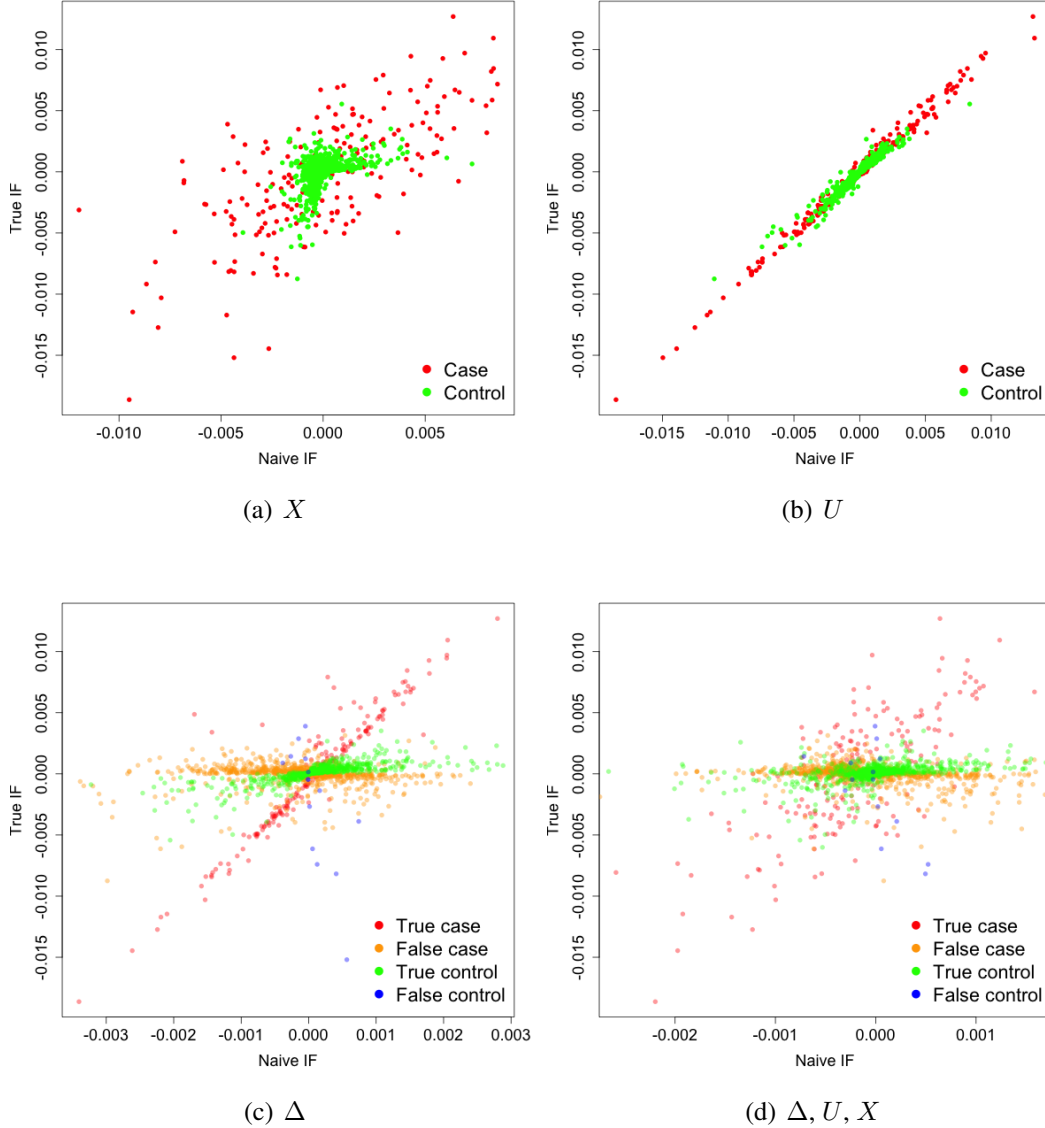 0.010
0.005
0.000
-0.005
-0.010
-0.015
True IF
-0.010 -0.005 0.000 0.005
Naive IF
Case
Control
(a) X
0.010
0.005
0.000
-0.005
-0.010
-0.015
True IF
-0.015 -0.010 -0.005 0.000 0.005 0.010
Naive IF
Case
Control
(b) U
0.010
0.005
0.000
-0.005
-0.010
-0.015
True IF
-0.003 -0.002 -0.001 0.000 0.001 0.002 0.003
Naive IF
True case
False case
True control
False control
(c) Δ
0.010
0.005
0.000
-0.005
-0.010
-0.015
True IF
-0.002 -0.001 0.000 0.001
Naive IF
True case
False case
True control
False control
(d) Δ, U, X